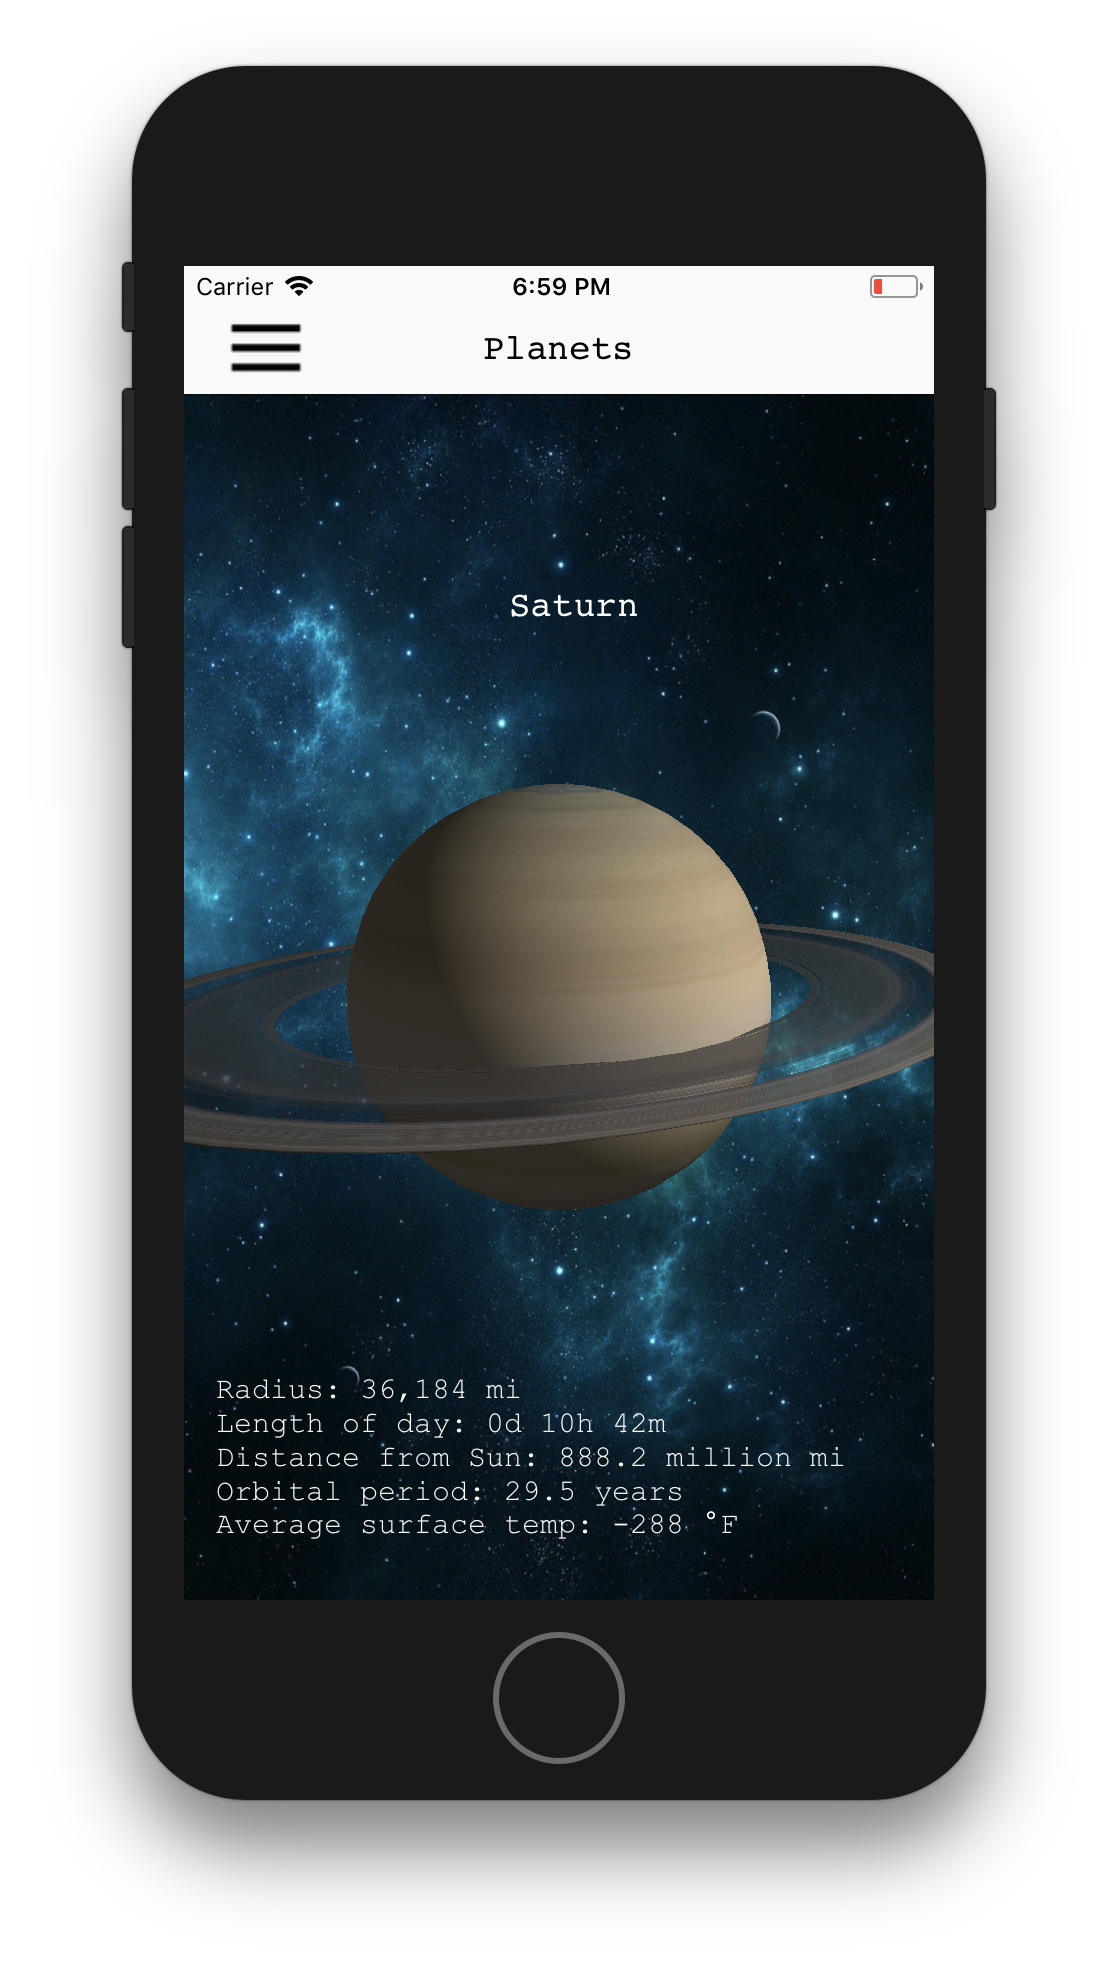 Carrier 6:59 PM
Planets
Saturn
Radius: 36,184 mi
Length of day: 0d 10h 42m
Distance from Sun: 888.2 million mi
Orbital period: 29.5 years
Average surface temp: -288 °F